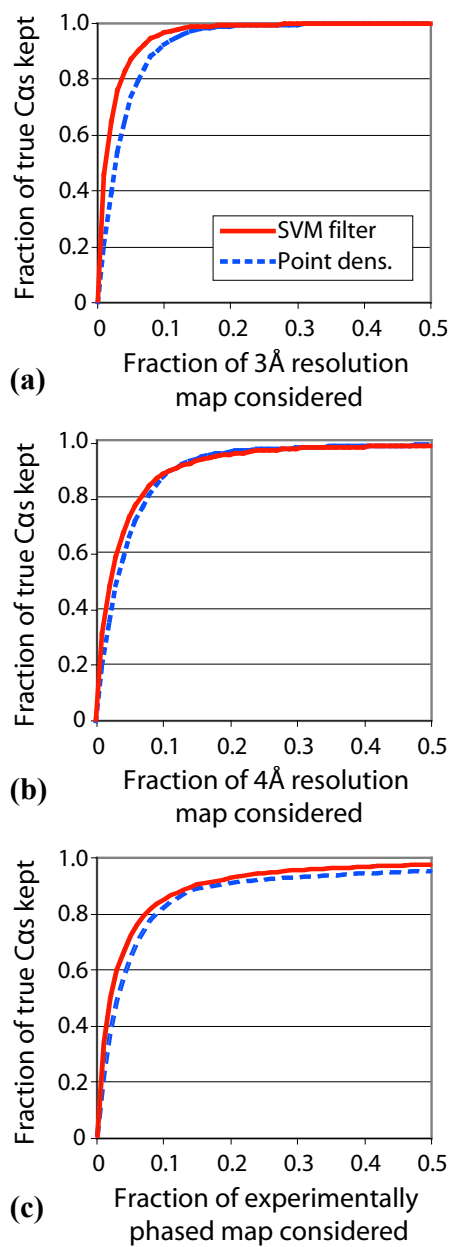 Fraction of true Cαs kept
1.0
0.8
0.6
0.4
0.2
0
SVM filter
Point dens.
0 0.1 0.2 0.3 0.4 0.5
(a)
Fraction of 3Å resolution
map considered
Fraction of true Cαs kept
1.0
0.8
0.6
0.4
0.2
0
0 0.1 0.2 0.3 0.4 0.5
(b)
Fraction of 4Å resolution
map considered
Fraction of true Cαs kept
1.0
0.8
0.6
0.4
0.2
0
0 0.1 0.2 0.3 0.4 0.5
(c)
Fraction of experimentally
phased map considered